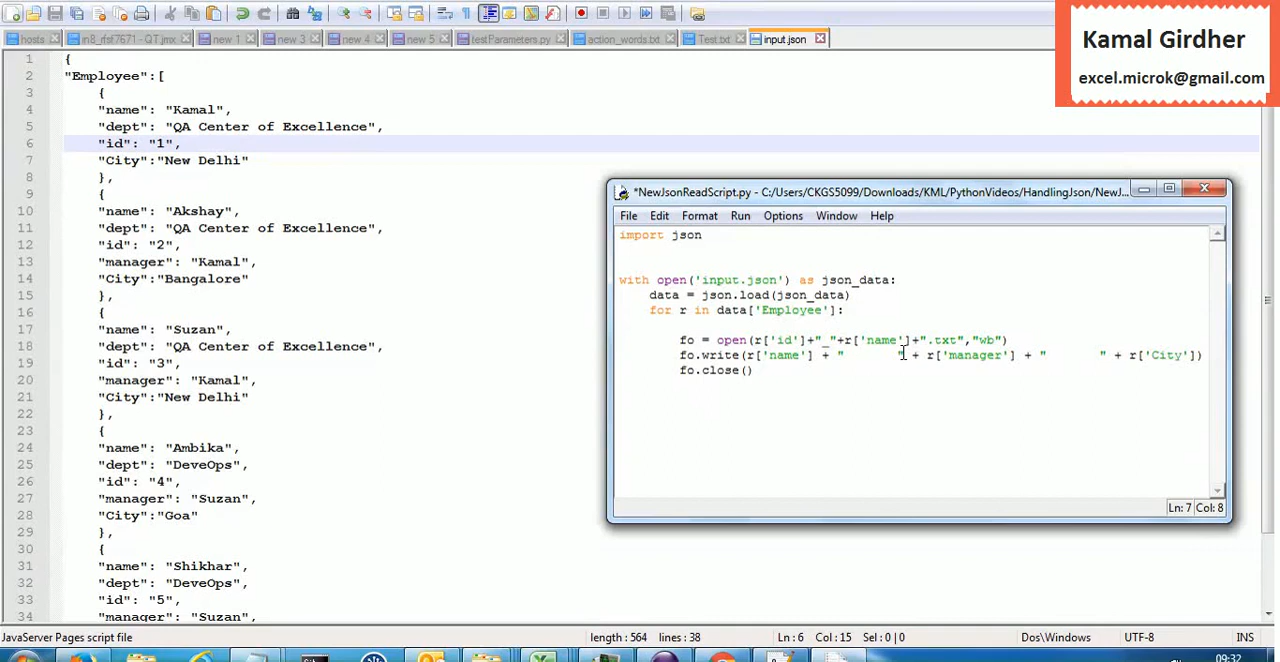 Kamal Girdher
excel.microk@gmail.com
hosts in8_rfsf7671 - QT.jmx new 1 new 3 new 4 new 5 testParameters.py action_words.txt Test.txt input.json
1 {
2 "Employee":[
3 {
4 "name": "Kamal",
5 "dept": "QA Center of Excellence",
6 "id": "1",
7 "City":"New Delhi"
8 },
9 {
10 "name": "Akshay",
11 "dept": "QA Center of Excellence",
12 "id": "2",
13 "manager": "Kamal",
14 "City":"Bangalore"
15 },
16 {
17 "name": "Suzan",
18 "dept": "QA Center of Excellence",
19 "id": "3",
20 "manager": "Kamal",
21 "City":"New Delhi"
22 },
23 {
24 "name": "Ambika",
25 "dept": "DeveOps",
26 "id": "4",
27 "manager": "Suzan",
28 "City":"Goa"
29 },
30 {
31 "name": "Shikhar",
32 "dept": "DeveOps",
33 "id": "5",
34 "manager": "Suzan",
*NewJsonReadScript.py - C:/Users/CKGS5099/Downloads/KML/PythonVideos/HandlingJson/NewJ...
File Edit Format Run Options Window Help
import json
with open('input.json') as json_data:
data = json.load(json_data)
for r in data['Employee']:
fo = open(r['id']+"_"+r['name']+".txt","wb")
fo.write(r['name'] + "        " + r['manager'] + "       " + r['City'])
fo.close()
Ln: 7 Col: 8
JavaServer Pages script file length : 564 lines : 38 Ln : 6 Col : 15 Sel : 0 | 0 Dos\Windows UTF-8 INS
09:32